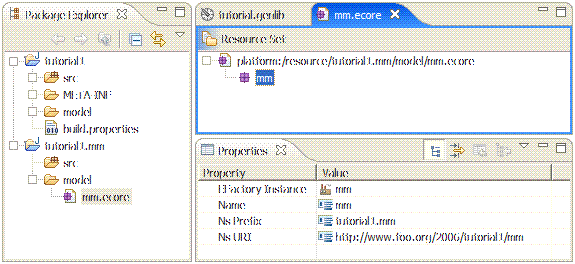 Package Explorer
tutorial1
src
META-INF
model
build.properties
tutorial1.mm
src
model
mm.ecore
tutorial.genlib
mm.ecore
Resource Set
platform:/resource/tutorial1.mm/model/mm.ecore
mm
Properties
Property Value
EFactory Instance mm
Name mm
Ns Prefix tutorial1.mm
Ns URI http://www.foo.org/2006/tutorial1/mm